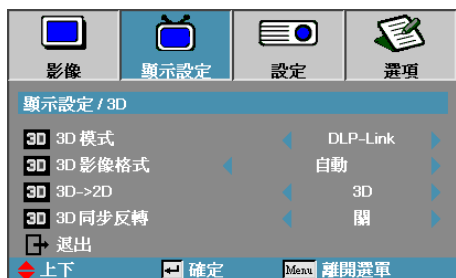 影像 顯示設定 設定 選項
顯示設定 / 3D
3D 3D 模式 DLP-Link
3D 3D 影像格式 自動
3D 3D->2D 3D
3D 3D 同步反轉 關
退出
上下 確定 Menu 離開選單